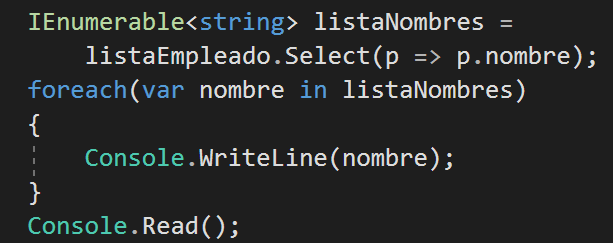 IEnumerable<string> listaNombres =
listaEmpleado.Select(p => p.nombre);
foreach(var nombre in listaNombres)
{
Console.WriteLine(nombre);
}
Console.Read();